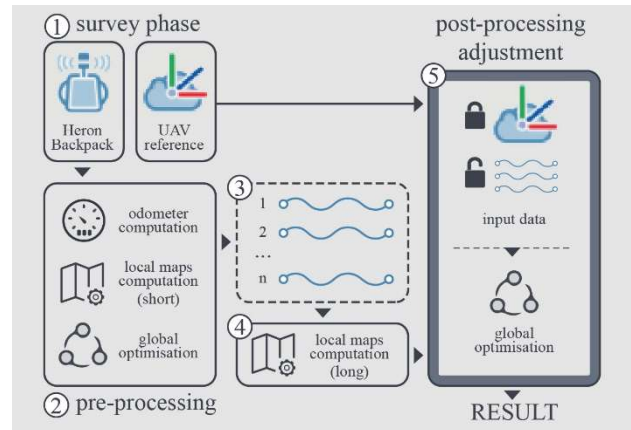 1 survey phase
Heron
Backpack
UAV
reference
odometer
computation
local maps
computation
(short)
global
optimisation
2 pre-processing
3
1
2
...
n
4
local maps
computation
(long)
post-processing
adjustment
5
input data
global
optimisation
RESULT